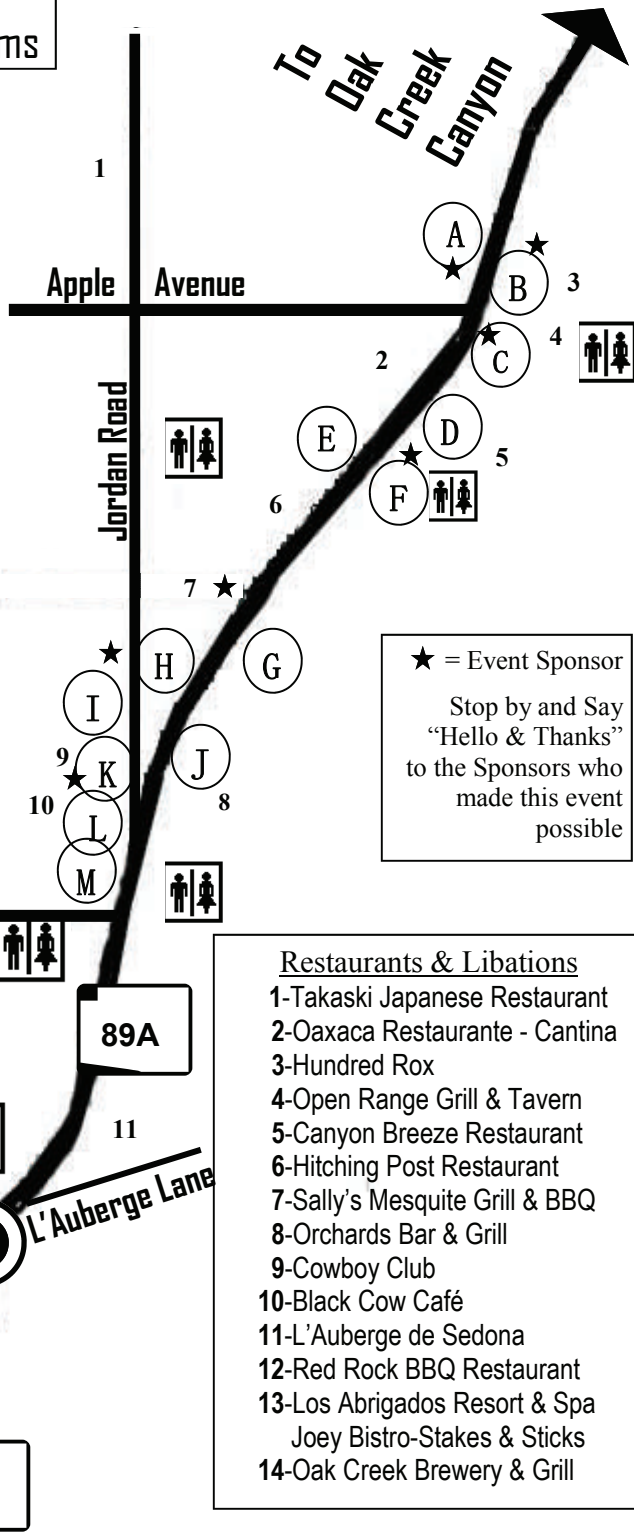 ms
To
Oak
Creek
Canyon
1
A
B
3
Apple Avenue
4
2
C
Jordan Road
E
D
5
F
6
7
★ = Event Sponsor
Stop by and Say
“Hello & Thanks”
to the Sponsors who
made this event
possible
H
G
I
9
K
J
10
8
L
M
Restaurants & Libations
1-Takaski Japanese Restaurant
2-Oaxaca Restaurante - Cantina
3-Hundred Rox
4-Open Range Grill & Tavern
5-Canyon Breeze Restaurant
6-Hitching Post Restaurant
7-Sally’s Mesquite Grill & BBQ
8-Orchards Bar & Grill
9-Cowboy Club
10-Black Cow Café
11-L’Auberge de Sedona
12-Red Rock BBQ Restaurant
13-Los Abrigados Resort & Spa
Joey Bistro-Stakes & Sticks
14-Oak Creek Brewery & Grill
89A
11
L'Auberge Lane